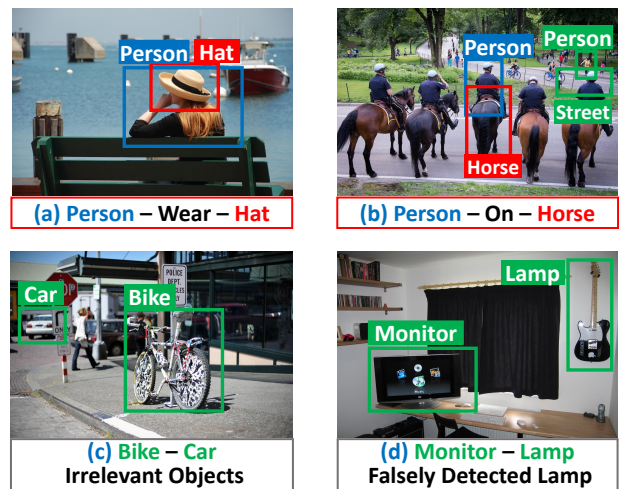 Person Hat
(a) Person – Wear – Hat
Person
Person
Street
Horse
(b) Person – On – Horse
POLICE
DEPT.
Car
Bike
ONLY
(c) Bike – Car
Irrelevant Objects
Lamp
Monitor
(d) Monitor – Lamp
Falsely Detected Lamp